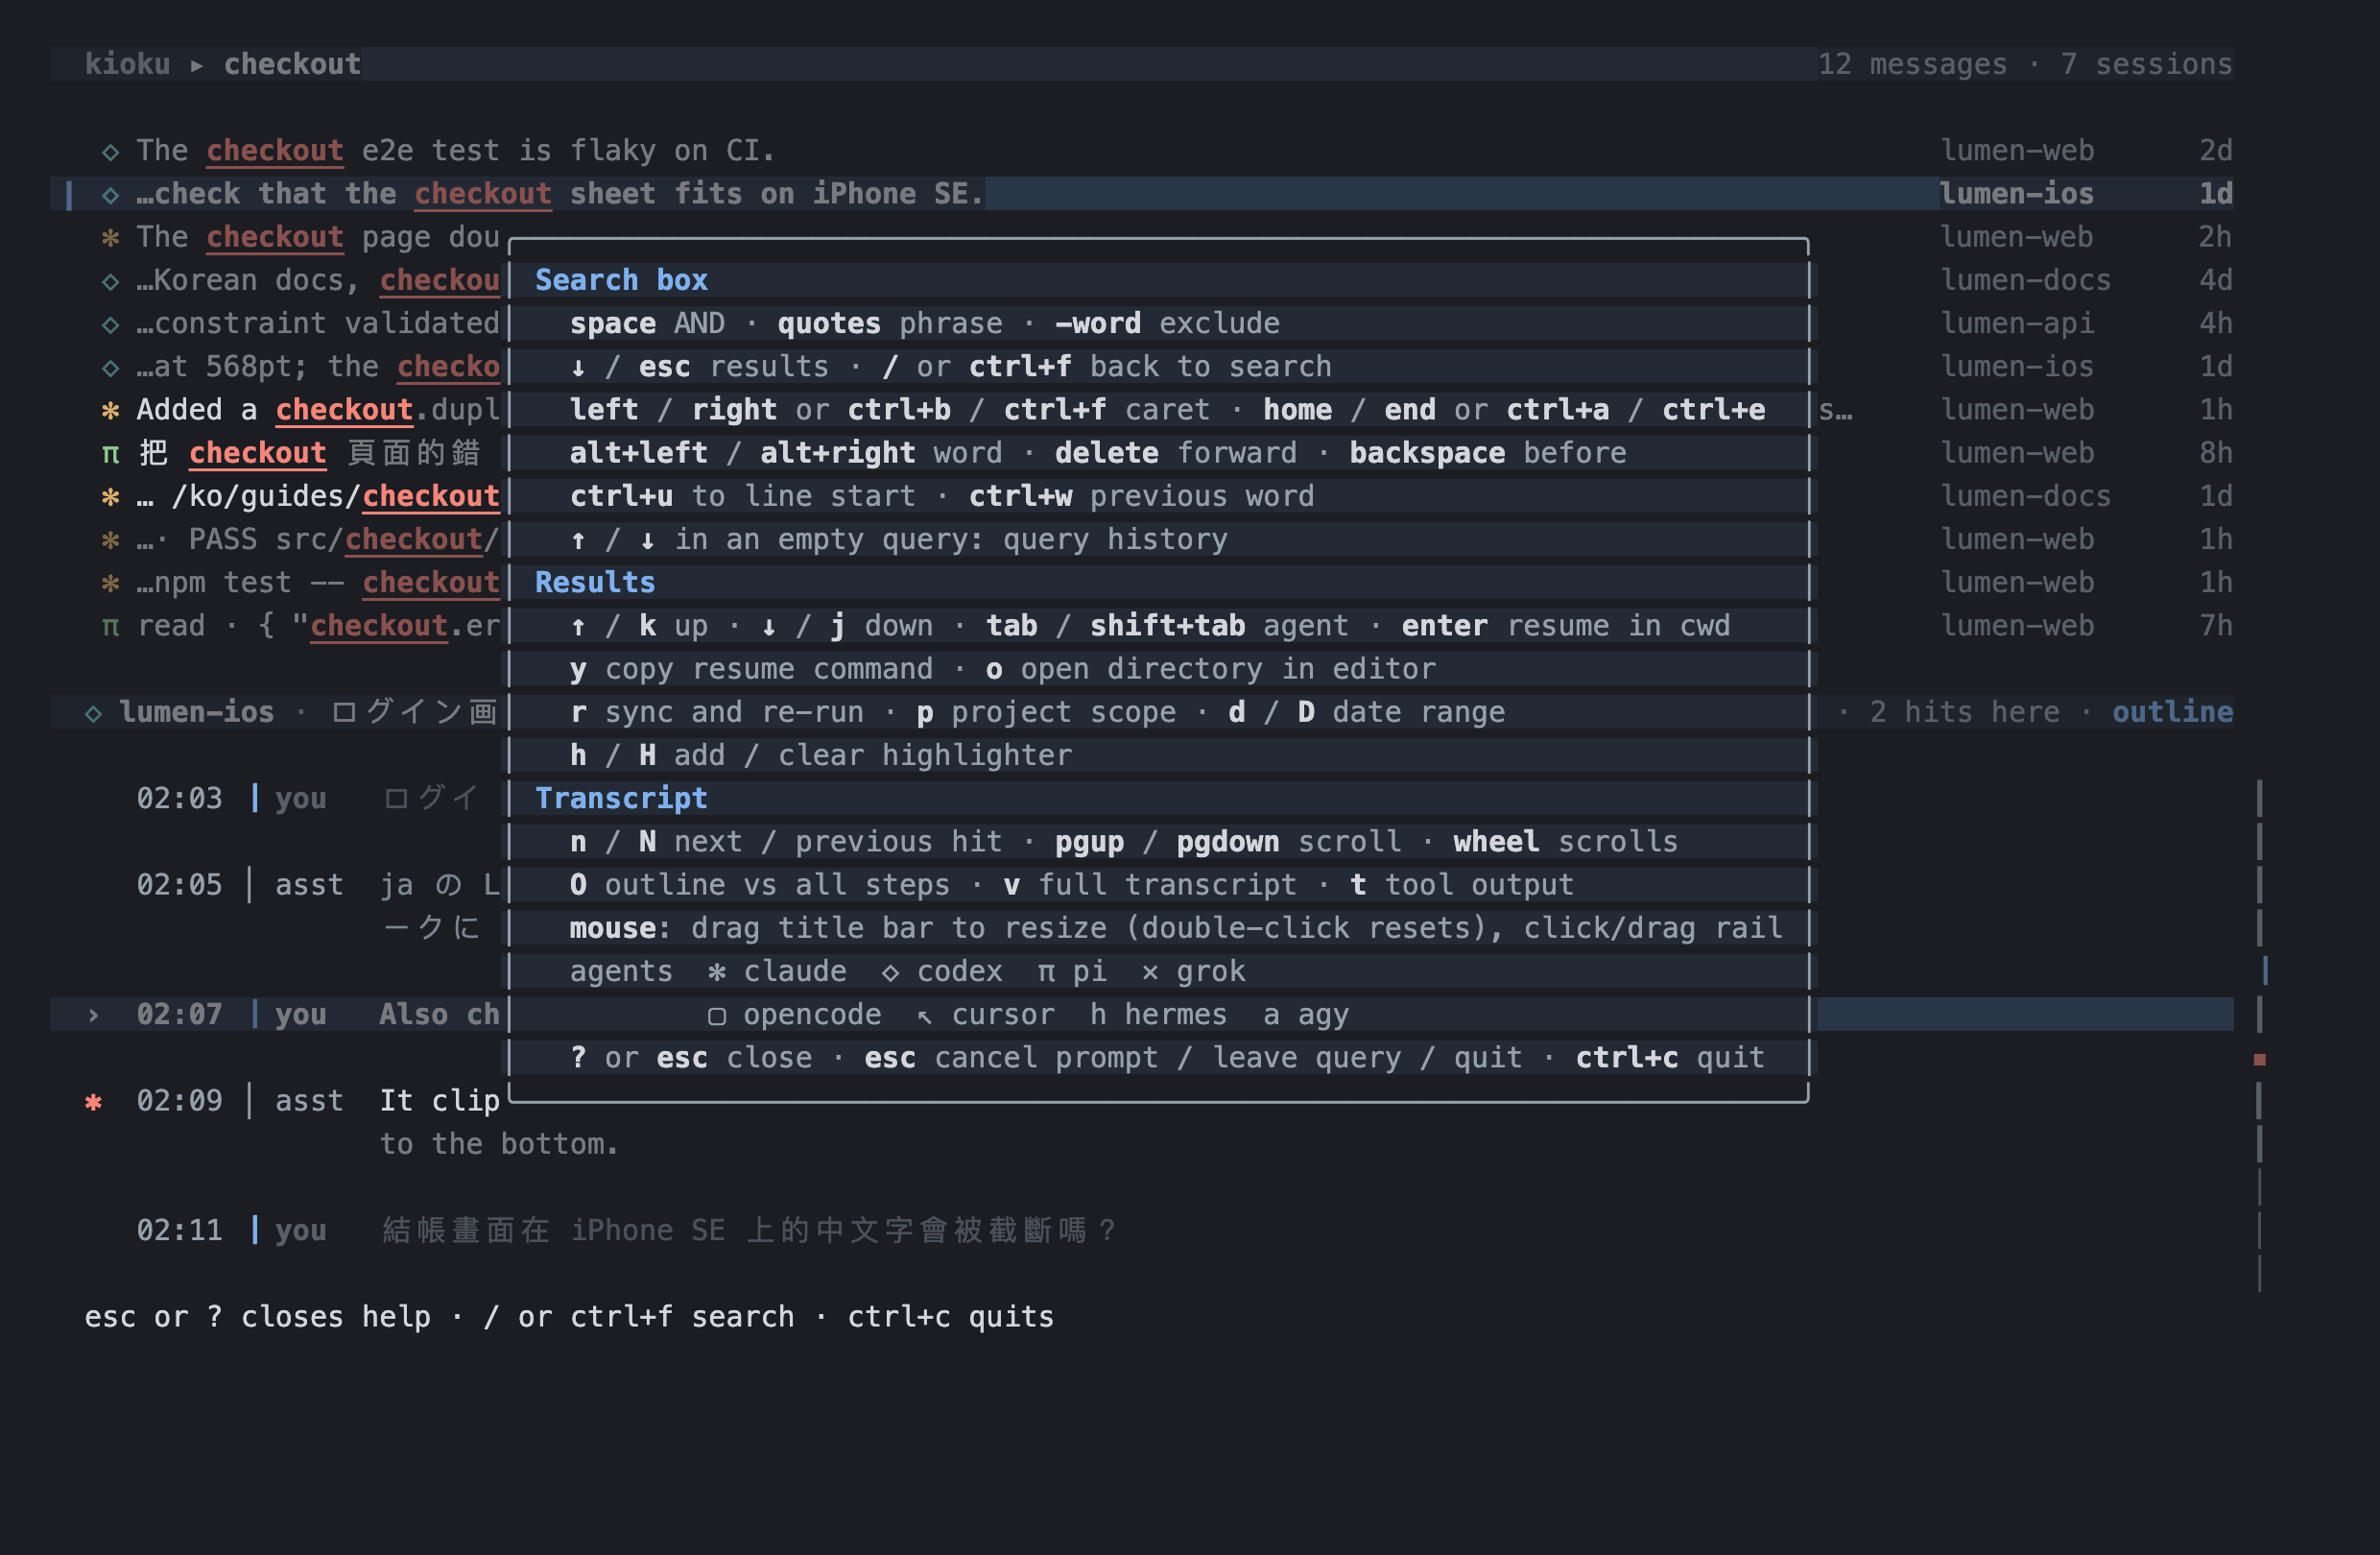 kioku ▸ checkout 12 messages · 7 sessions
◇ The checkout e2e test is flaky on CI. lumen-web 2d
◇ …check that the checkout sheet fits on iPhone SE. lumen-ios 1d
✻ The checkout page dou lumen-web 2h
◇ …Korean docs, checkou Search box lumen-docs 4d
◇ …constraint validated space AND · quotes phrase · -word exclude lumen-api 4h
◇ …at 568pt; the checko ↓ / esc results · / or ctrl+f back to search lumen-ios 1d
✻ Added a checkout.dupl left / right or ctrl+b / ctrl+f caret · home / end or ctrl+a / ctrl+e s… lumen-web 1h
π 把 checkout 頁面的錯 alt+left / alt+right word · delete forward · backspace before lumen-web 8h
✻ … /ko/guides/checkout ctrl+u to line start · ctrl+w previous word lumen-docs 1d
✻ …· PASS src/checkout/ ↑ / ↓ in an empty query: query history lumen-web 1h
✻ …npm test -- checkout Results lumen-web 1h
π read · { "checkout.er ↑ / k up · ↓ / j down · tab / shift+tab agent · enter resume in cwd lumen-web 7h
y copy resume command · o open directory in editor
◇ lumen-ios · ログイン画 r sync and re-run · p project scope · d / D date range · 2 hits here · outline
h / H add / clear highlighter
02:03 you ログイ Transcript
n / N next / previous hit · pgup / pgdown scroll · wheel scrolls
02:05 asst ja の L O outline vs all steps · v full transcript · t tool output
ークに mouse: drag title bar to resize (double-click resets), click/drag rail
agents ✻ claude ◇ codex π pi × grok
› 02:07 you Also ch ▢ opencode ↖ cursor h hermes a agy
? or esc close · esc cancel prompt / leave query / quit · ctrl+c quit
✱ 02:09 asst It clip
to the bottom.
02:11 you 結帳畫面在 iPhone SE 上的中文字會被截斷嗎？
esc or ? closes help · / or ctrl+f search · ctrl+c quits